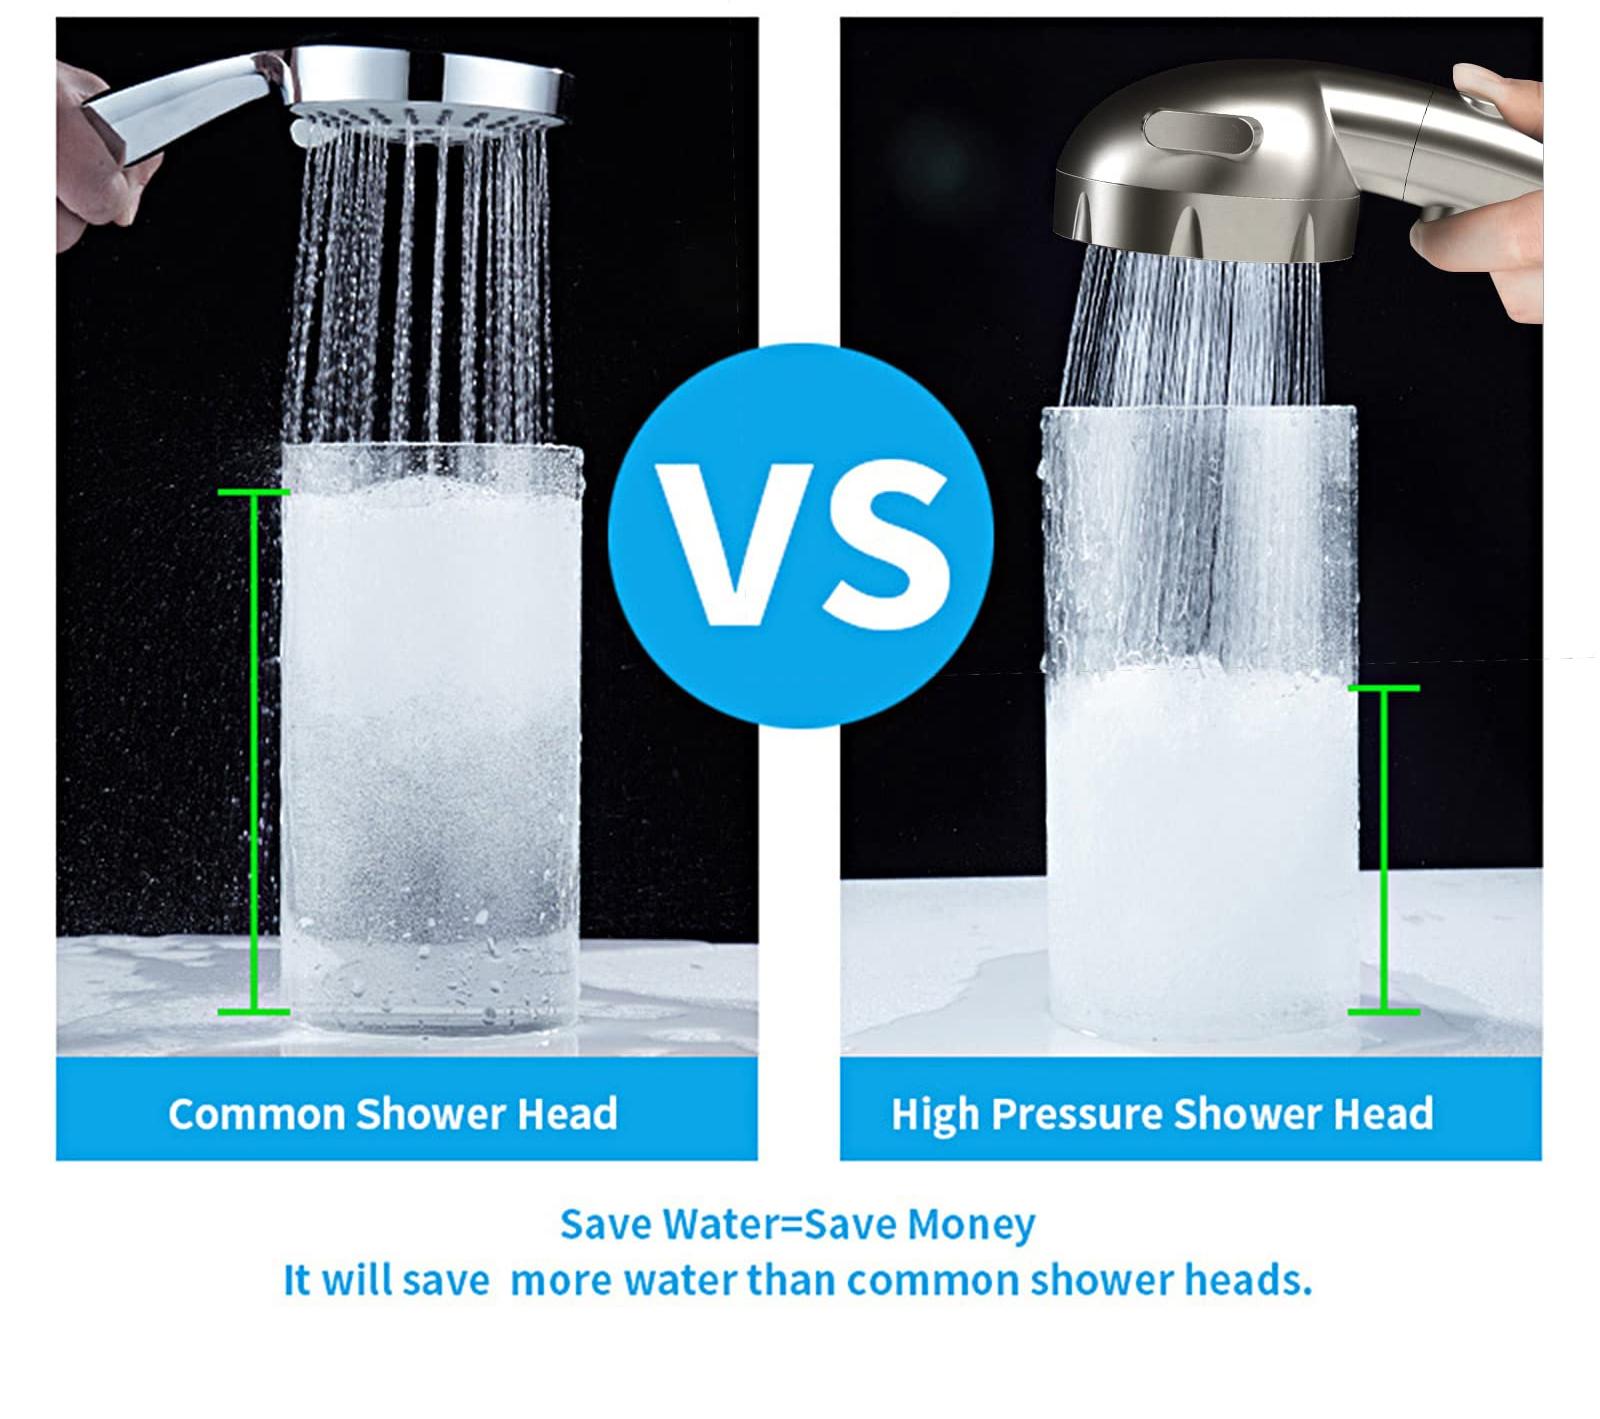 VS
Common Shower Head
High Pressure Shower Head
Save Water=Save Money
It will save  more water than common shower heads.